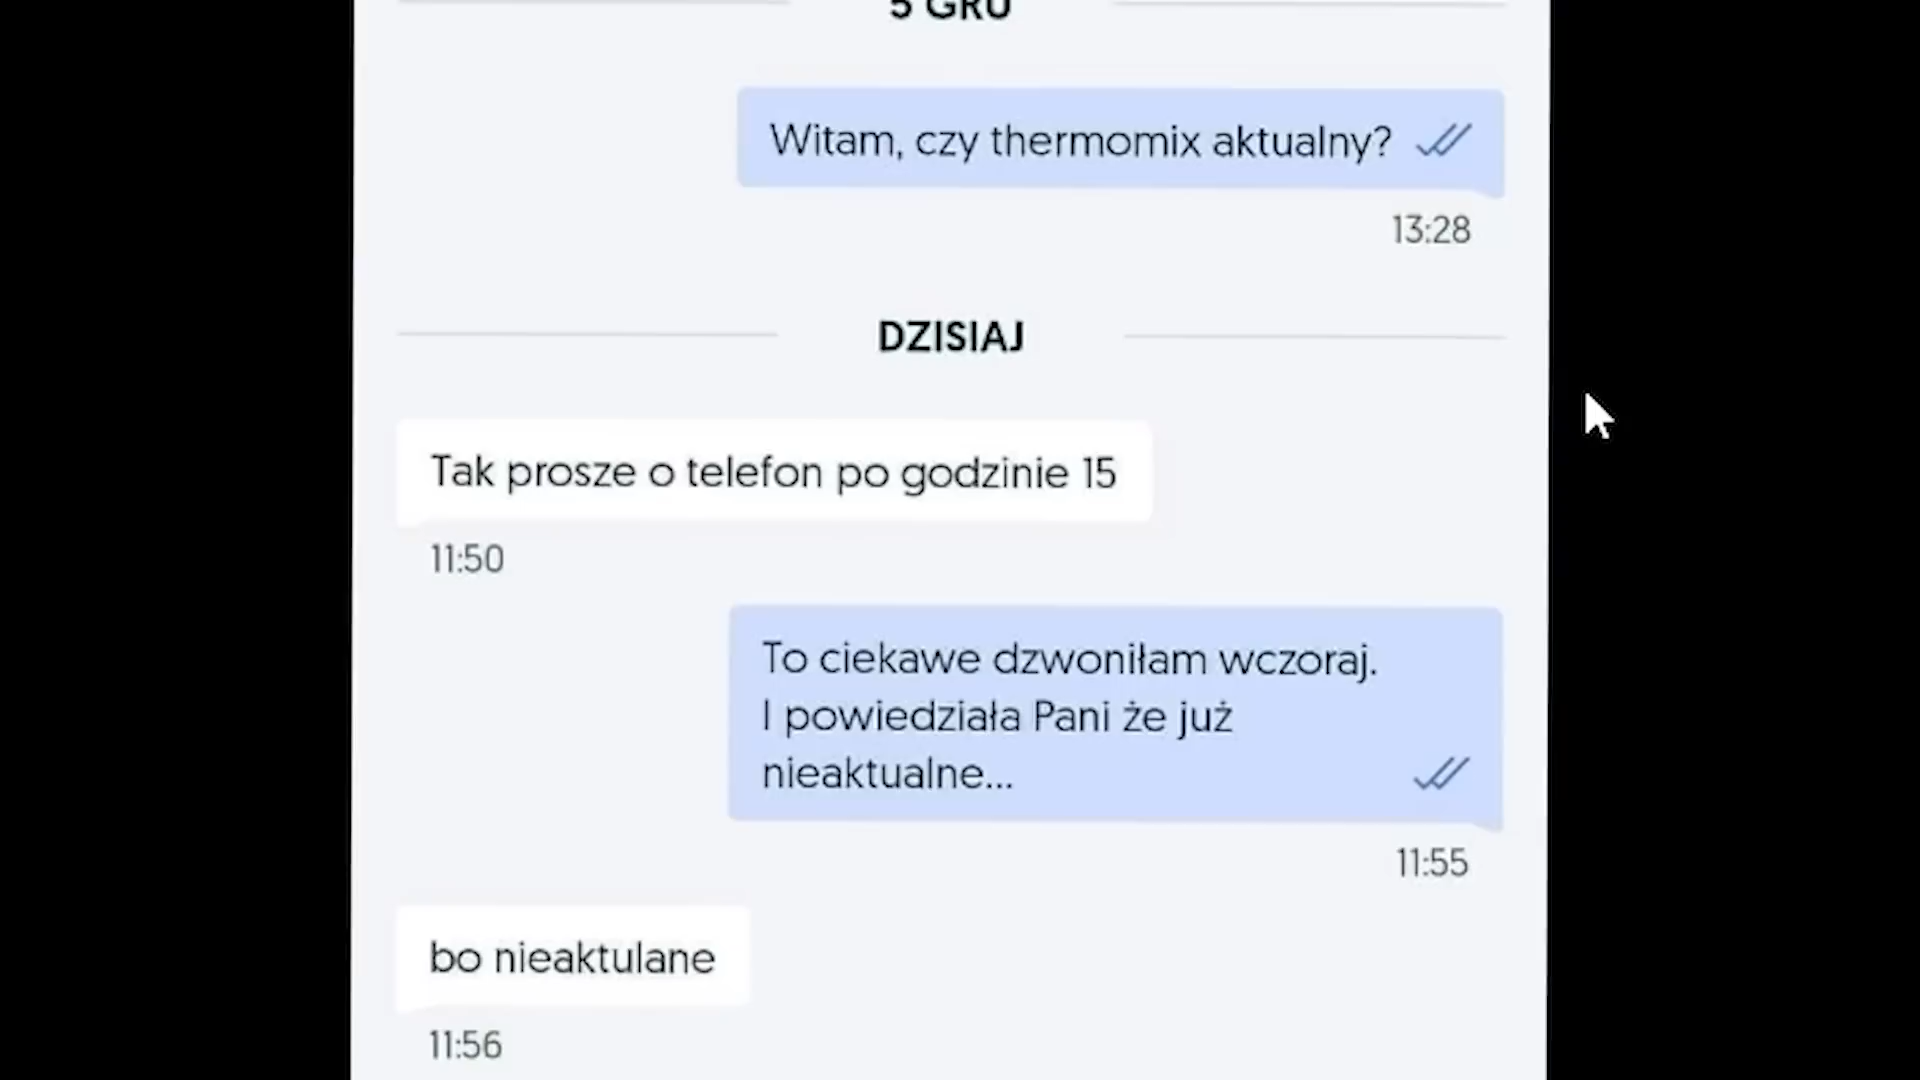 5 GRU
Witam, czy thermomix aktualny?
13:28
DZISIAJ
Tak prosze o telefon po godzinie 15
11:50
To ciekawe dzwoniłam wczoraj.
I powiedziała Pani że już
nieaktualne...
11:55
bo nieaktulane
11:56